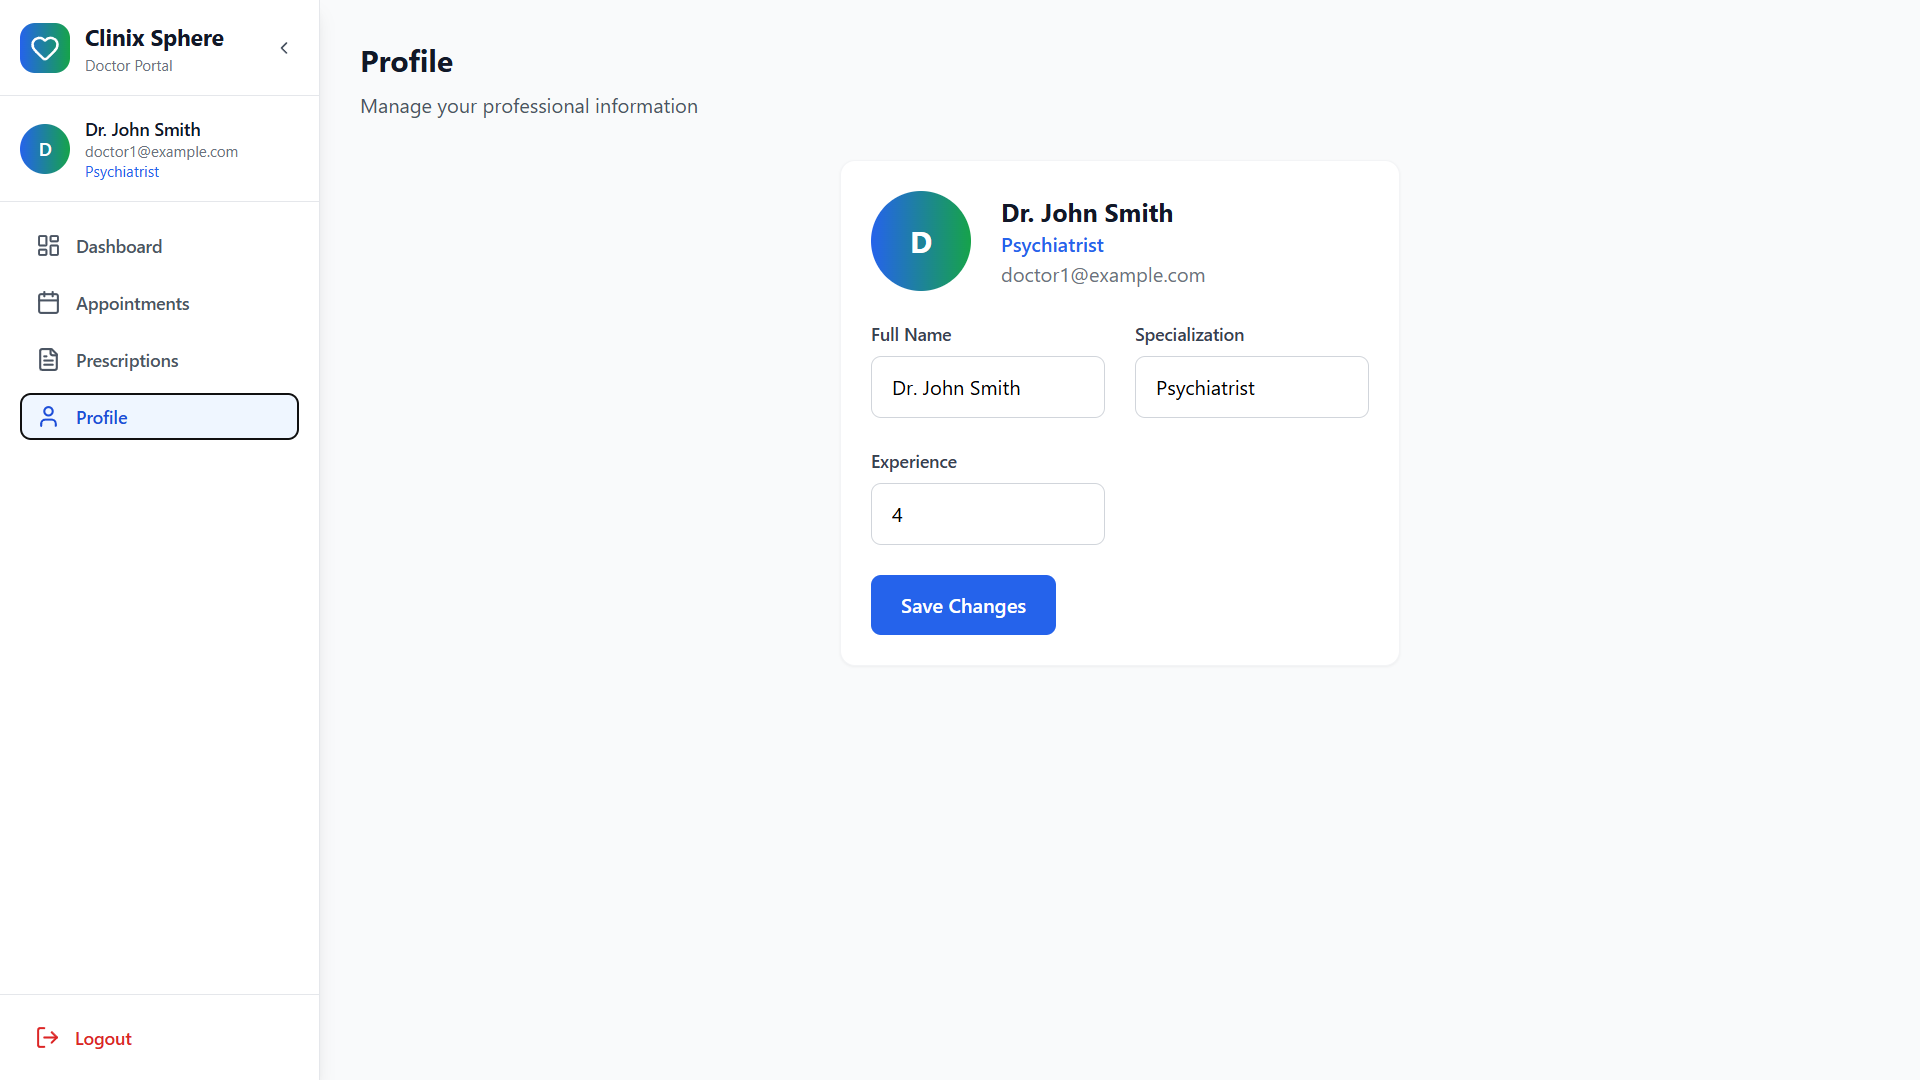 Clinix Sphere
Doctor Portal
D
Dr. John Smith
doctor1@example.com
Psychiatrist
Dashboard
Appointments
Prescriptions
Profile
Logout
Profile
Manage your professional information
D
Dr. John Smith
Psychiatrist
doctor1@example.com
Full Name
Dr. John Smith
Specialization
Psychiatrist
Experience
4
Save Changes